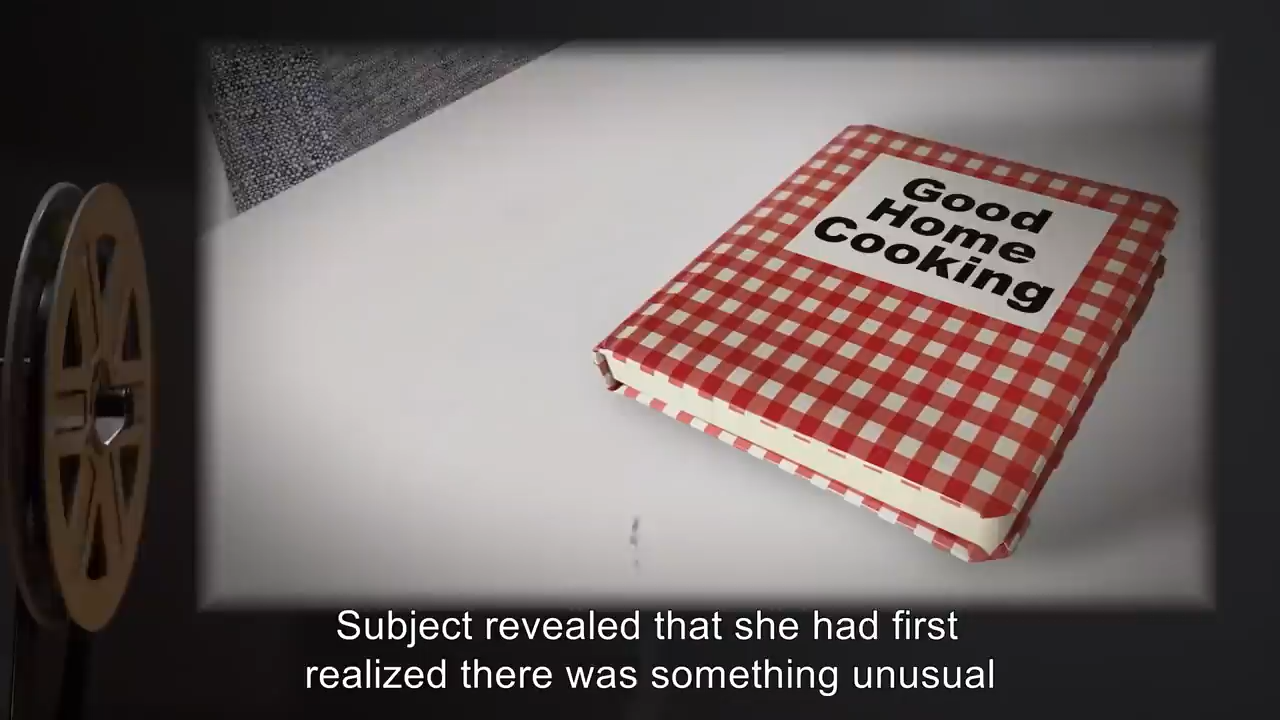 Good
Home
Cooking
Subject revealed that she had first
realized there was something unusual